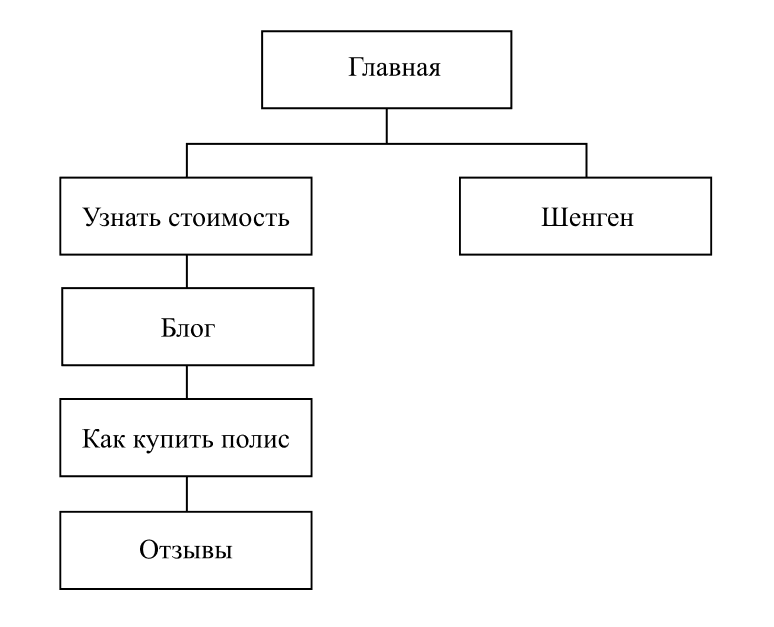 Главная
Узнать стоимость
Шенген
Блог
Как купить полис
Отзывы